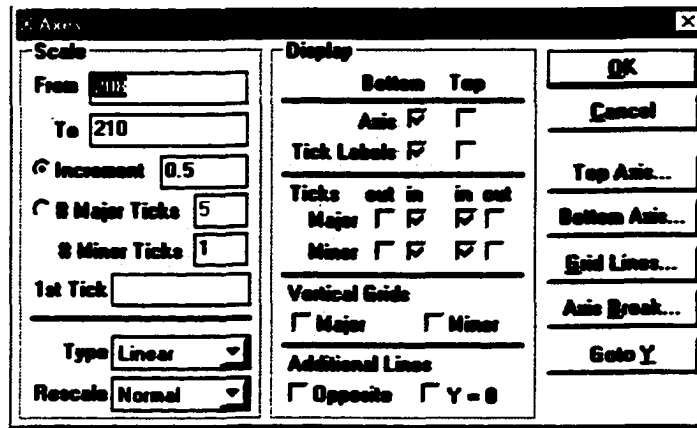 X Axes
Scale
From 208
To 210
Increment 0.5
# Major Ticks 5
# Minor Ticks 1
1st Tick
Type Linear
Rescale Normal
Display
Bottom Top
Axis
Tick Labels
Ticks out in in out
Major
Minor
Vertical Grids
Major Minor
Additional Lines
Opposite Y = 0
OK
Cancel
Top Axis...
Bottom Axis...
Grid Lines...
Axis Break...
Goto Y